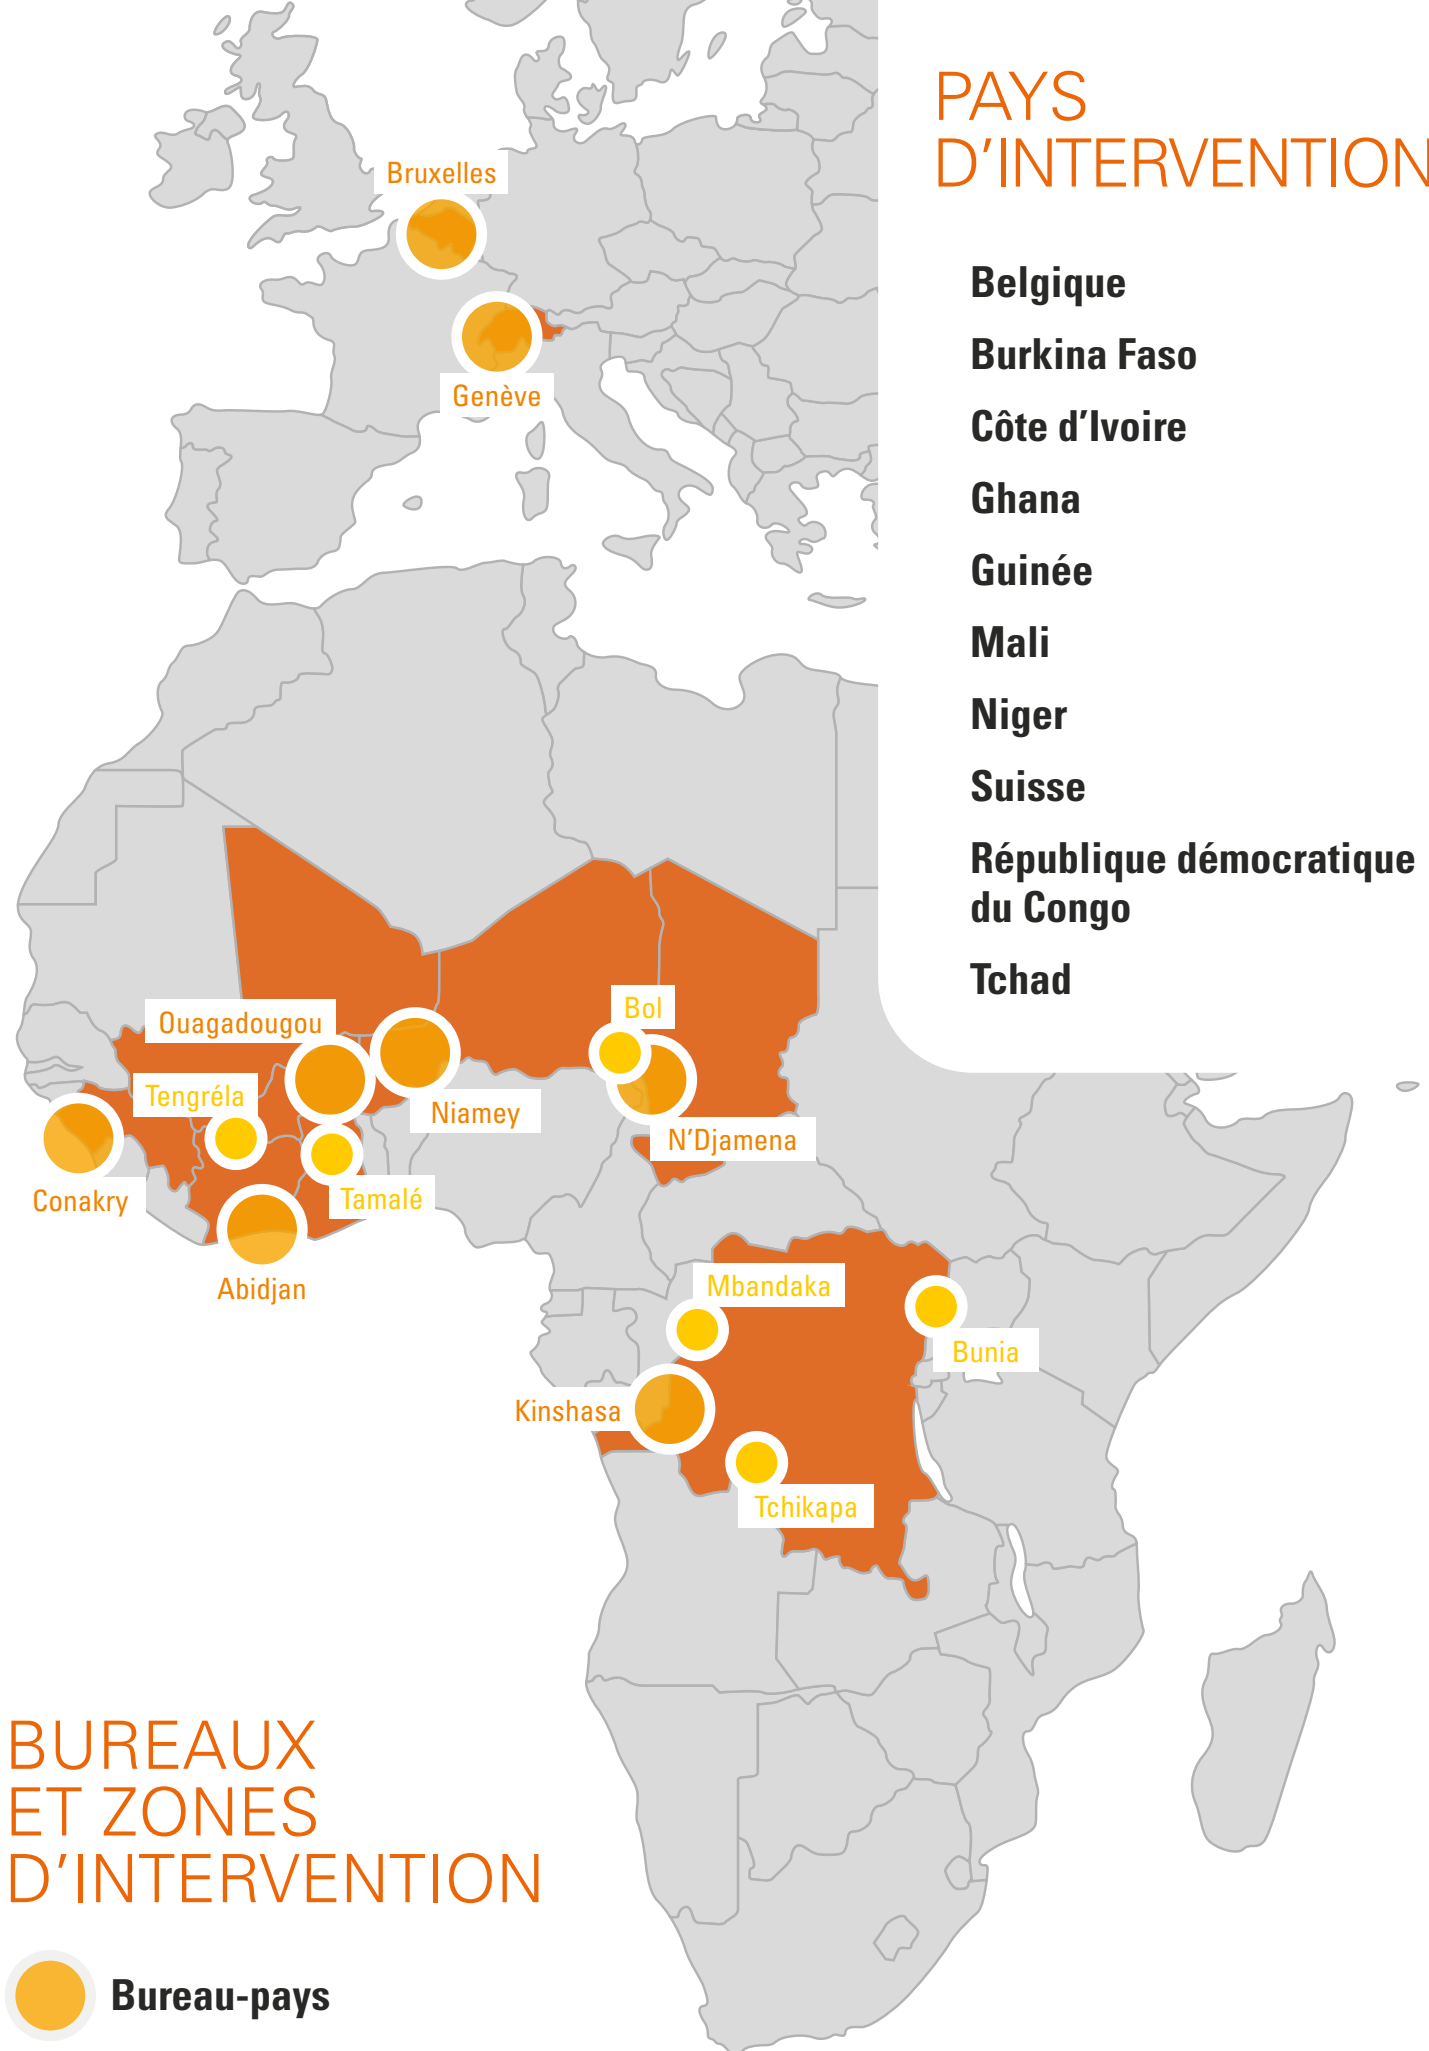 PAYS
D'INTERVENTION
Belgique
Burkina Faso
Côte d'Ivoire
Ghana
Guinée
Mali
Niger
Suisse
République démocratique
du Congo
Tchad
Bruxelles
Genève
Bol
Ouagadougou
Tengréla
Niamey
N'Djamena
Conakry
Tamalé
Abidjan
Mbandaka
Bunia
Kinshasa
Tchikapa
BUREAUX
ET ZONES
D'INTERVENTION
Bureau-pays